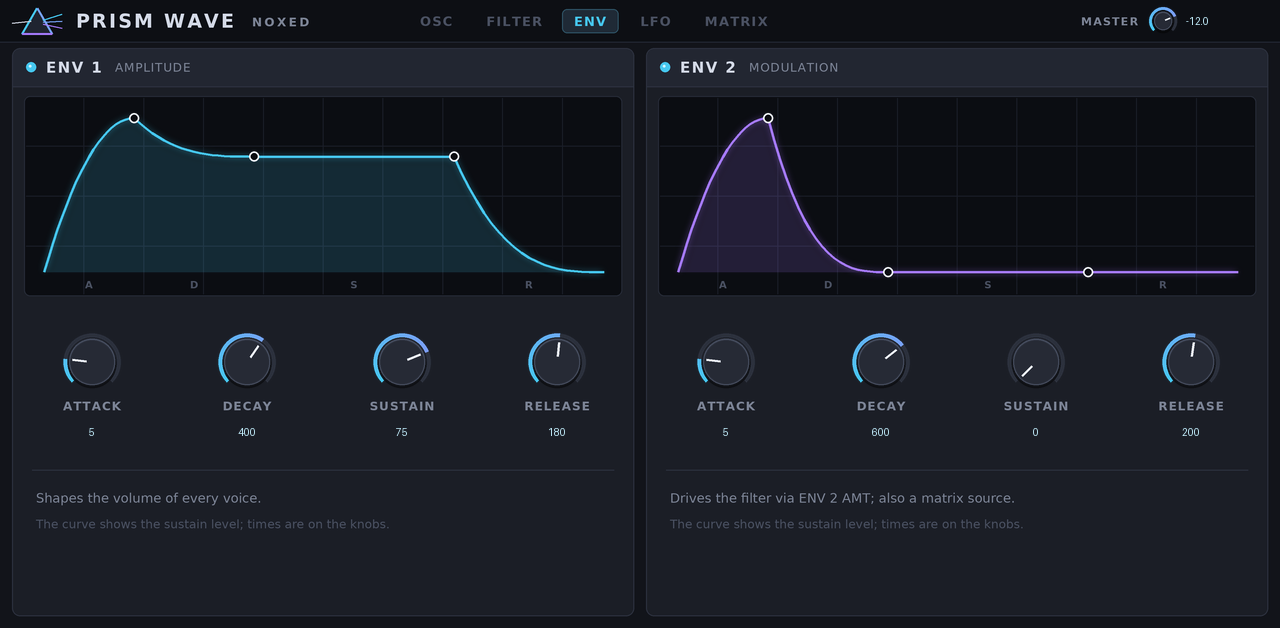 PRISM WAVE NOXED OSC FILTER ENV LFO MATRIX MASTER -12.0
ENV 1 AMPLITUDE
A D S R
ATTACK DECAY SUSTAIN RELEASE
5 400 75 180
Shapes the volume of every voice.
The curve shows the sustain level; times are on the knobs.
ENV 2 MODULATION
A D S R
ATTACK DECAY SUSTAIN RELEASE
5 600 0 200
Drives the filter via ENV 2 AMT; also a matrix source.
The curve shows the sustain level; times are on the knobs.